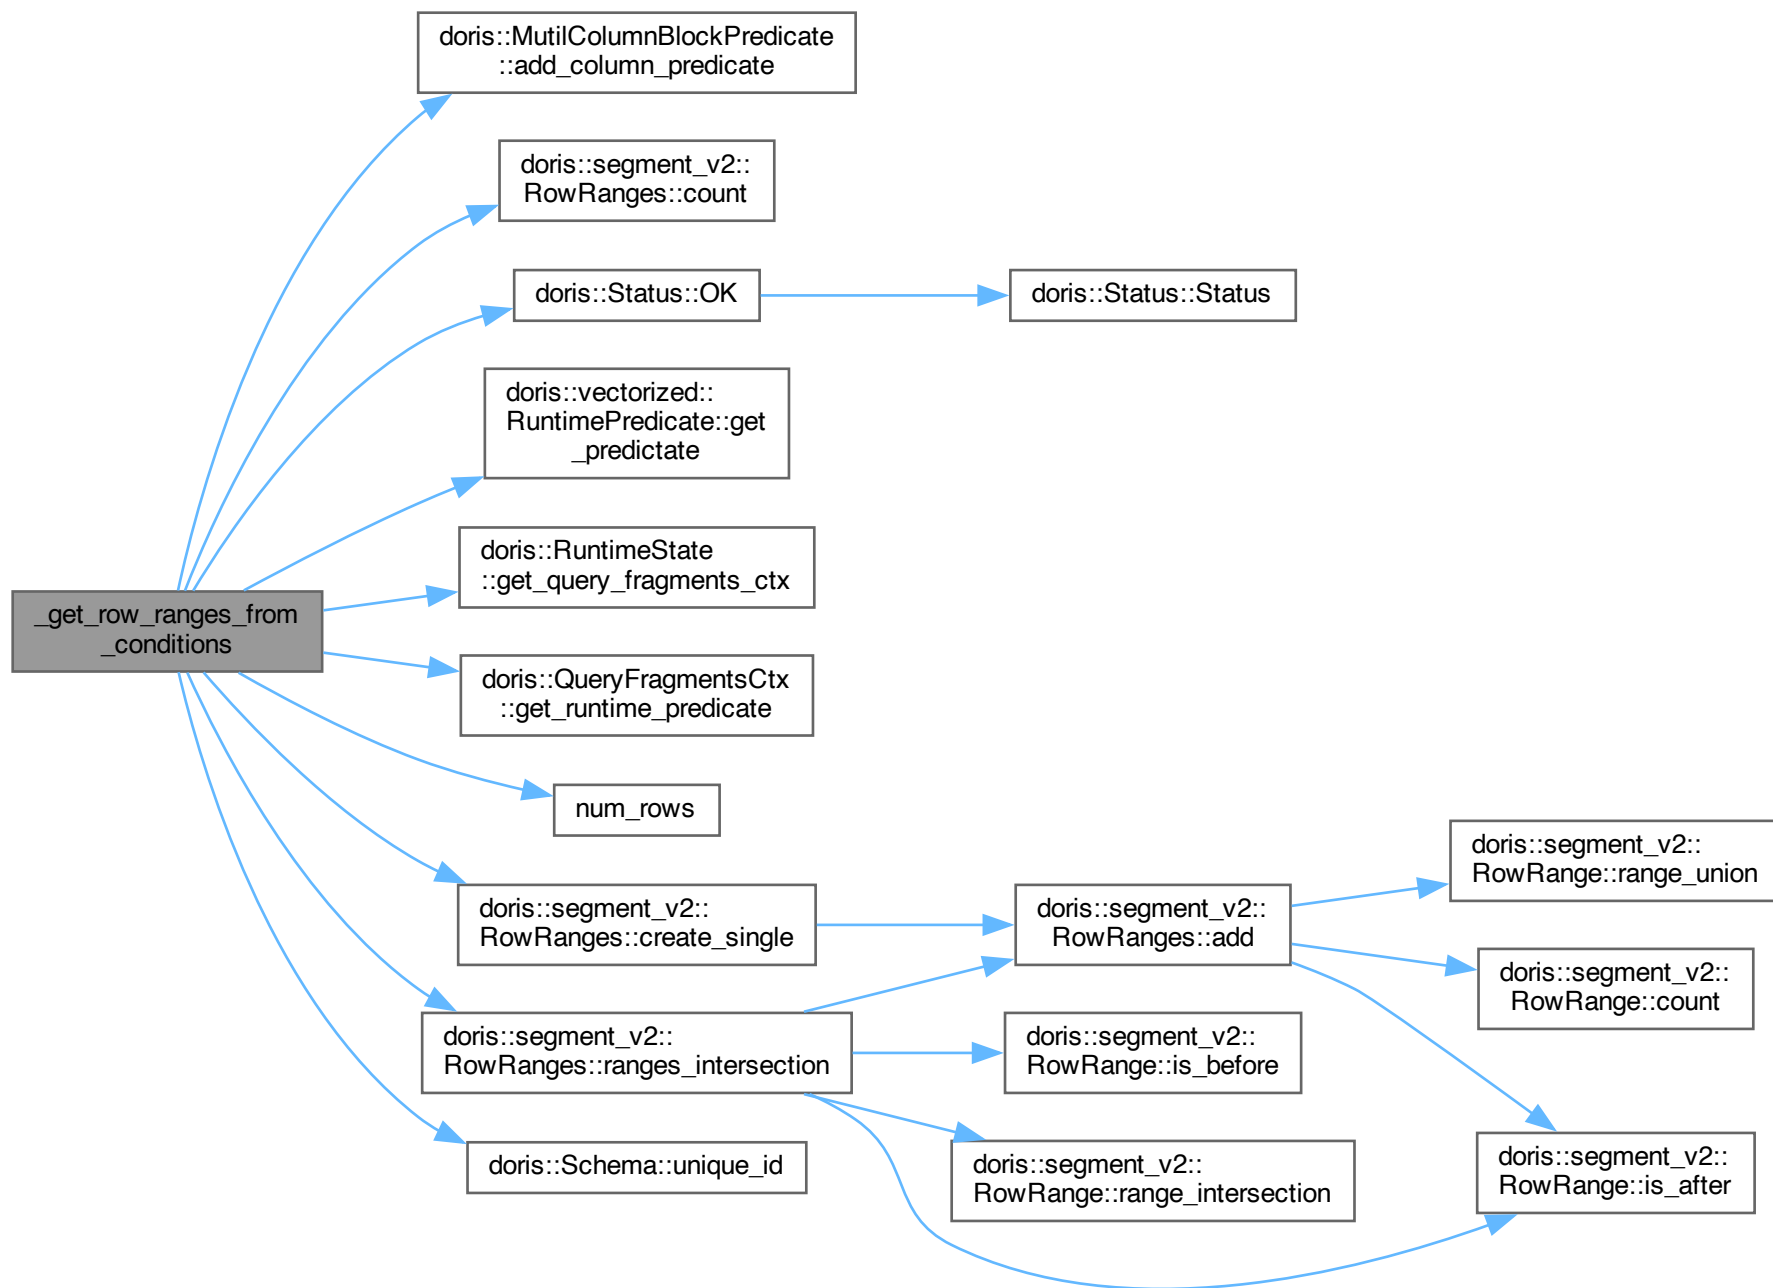 doris::MutilColumnBlockPredicate
::add_column_predicate
doris::segment_v2::
RowRanges::count
doris::Status::OK
doris::Status::Status
doris::vectorized::
RuntimePredicate::get
_predictate
doris::RuntimeState
::get_query_fragments_ctx
_get_row_ranges_from
_conditions
doris::QueryFragmentsCtx
::get_runtime_predicate
num_rows
doris::segment_v2::
RowRanges::create_single
doris::segment_v2::
RowRanges::add
doris::segment_v2::
RowRange::range_union
doris::segment_v2::
RowRange::count
doris::segment_v2::
RowRanges::ranges_intersection
doris::segment_v2::
RowRange::is_before
doris::Schema::unique_id
doris::segment_v2::
RowRange::range_intersection
doris::segment_v2::
RowRange::is_after